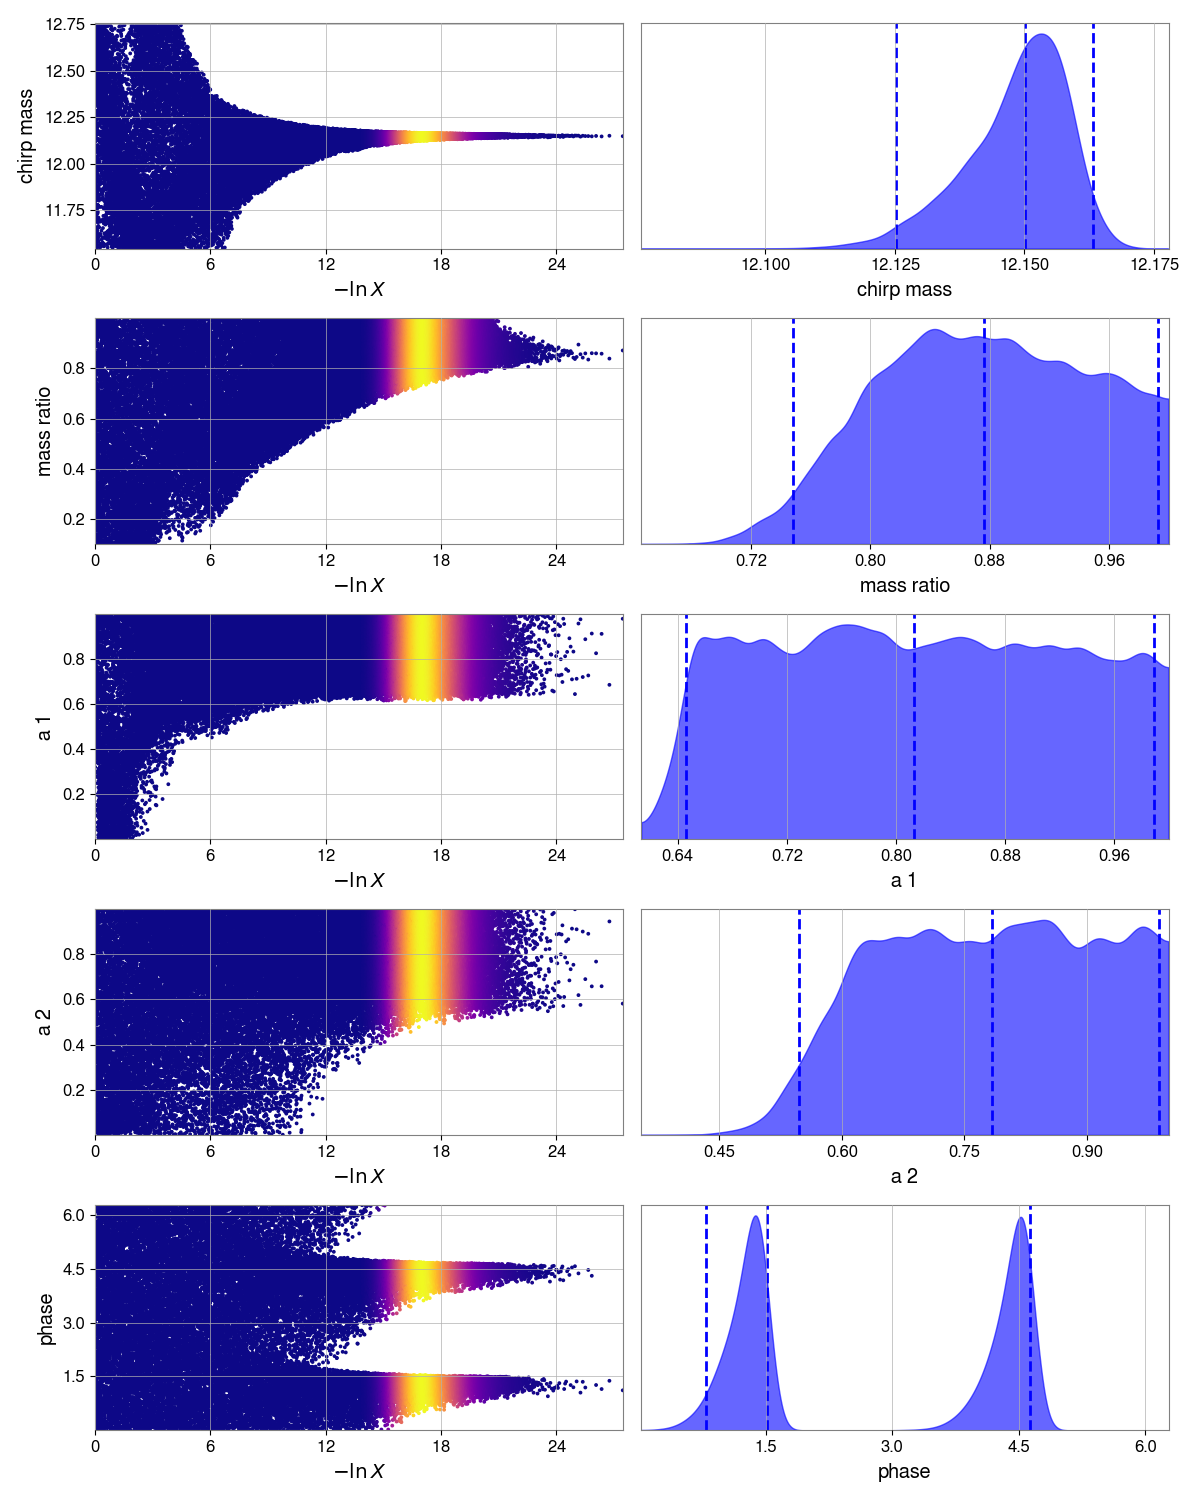 12.75
12.50
12.25
12.00
11.75
chirp mass
0 6 12 18 24
−ln X
12.100 12.125 12.150 12.175
chirp mass
0.8
0.6
0.4
0.2
mass ratio
0 6 12 18 24
−ln X
0.72 0.80 0.88 0.96
mass ratio
0.8
0.6
0.4
0.2
a 1
0 6 12 18 24
−ln X
0.64 0.72 0.80 0.88 0.96
a 1
0.8
0.6
0.4
0.2
a 2
0 6 12 18 24
−ln X
0.45 0.60 0.75 0.90
a 2
6.0
4.5
3.0
1.5
phase
0 6 12 18 24
−ln X
1.5 3.0 4.5 6.0
phase